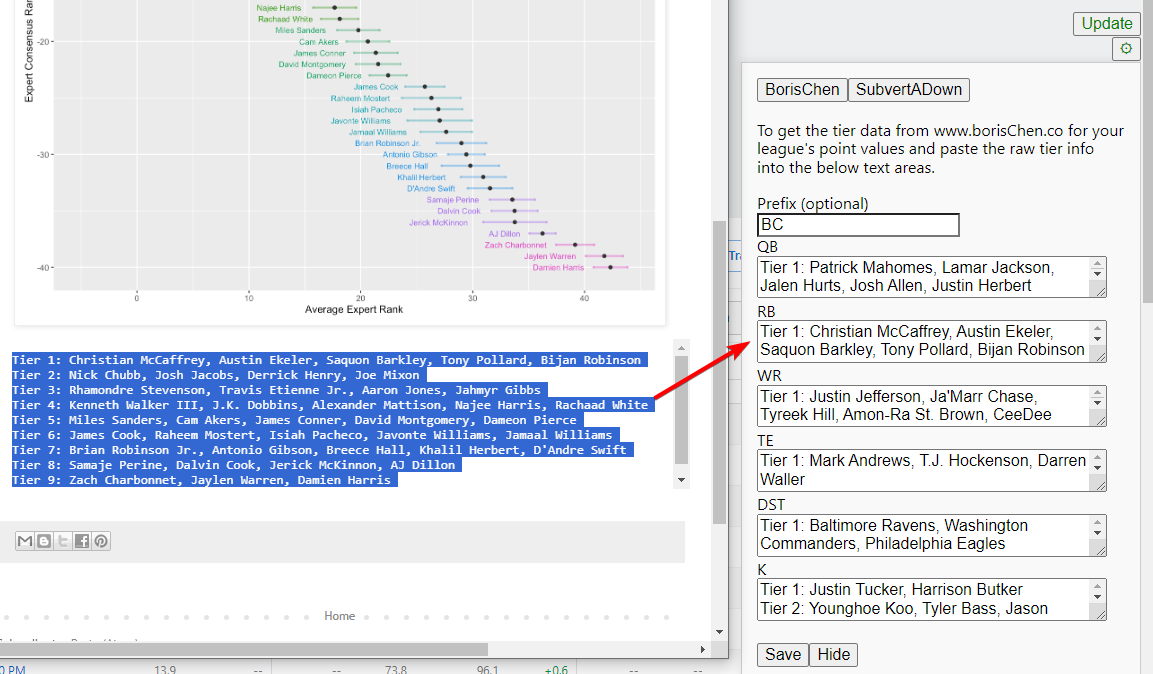 Expert Consensus Ran
Najee Harris
Rachaad White
Miles Sanders
-20
Cam Akers
James Conner
David Montgomery
Dameon Pierce
James Cook
Raheem Mostert
Isiah Pacheco
Javonte Williams
Jamaal Williams
-30
Brian Robinson Jr.
Antonio Gibson
Breece Hall
Khalil Herbert
D'Andre Swift
Samaje Perine
Dalvin Cook
Jerick McKinnon
AJ Dillon
Zach Charbonnet
Jaylen Warren
-40
Damien Harris
0 10 20 30 40
Average Expert Rank
Tier 1: Christian McCaffrey, Austin Ekeler, Saquon Barkley, Tony Pollard, Bijan Robinson
Tier 2: Nick Chubb, Josh Jacobs, Derrick Henry, Joe Mixon
Tier 3: Rhamondre Stevenson, Travis Etienne Jr., Aaron Jones, Jahmyr Gibbs
Tier 4: Kenneth Walker III, J.K. Dobbins, Alexander Mattison, Najee Harris, Rachaad White
Tier 5: Miles Sanders, Cam Akers, James Conner, David Montgomery, Dameon Pierce
Tier 6: James Cook, Raheem Mostert, Isiah Pacheco, Javonte Williams, Jamaal Williams
Tier 7: Brian Robinson Jr., Antonio Gibson, Breece Hall, Khalil Herbert, D'Andre Swift
Tier 8: Samaje Perine, Dalvin Cook, Jerick McKinnon, AJ Dillon
Tier 9: Zach Charbonnet, Jaylen Warren, Damien Harris
Home
0 PM 13.9 -- -- 73.8 96.1 +0.6 -- --
Tra
Update
BorisChen SubvertADown
To get the tier data from www.borisChen.co for your
league's point values and paste the raw tier info
into the below text areas.
Prefix (optional)
BC
QB
Tier 1: Patrick Mahomes, Lamar Jackson,
Jalen Hurts, Josh Allen, Justin Herbert
RB
Tier 1: Christian McCaffrey, Austin Ekeler,
Saquon Barkley, Tony Pollard, Bijan Robinson
WR
Tier 1: Justin Jefferson, Ja'Marr Chase,
Tyreek Hill, Amon-Ra St. Brown, CeeDee
TE
Tier 1: Mark Andrews, T.J. Hockenson, Darren
Waller
DST
Tier 1: Baltimore Ravens, Washington
Commanders, Philadelphia Eagles
K
Tier 1: Justin Tucker, Harrison Butker
Tier 2: Younghoe Koo, Tyler Bass, Jason
Save Hide